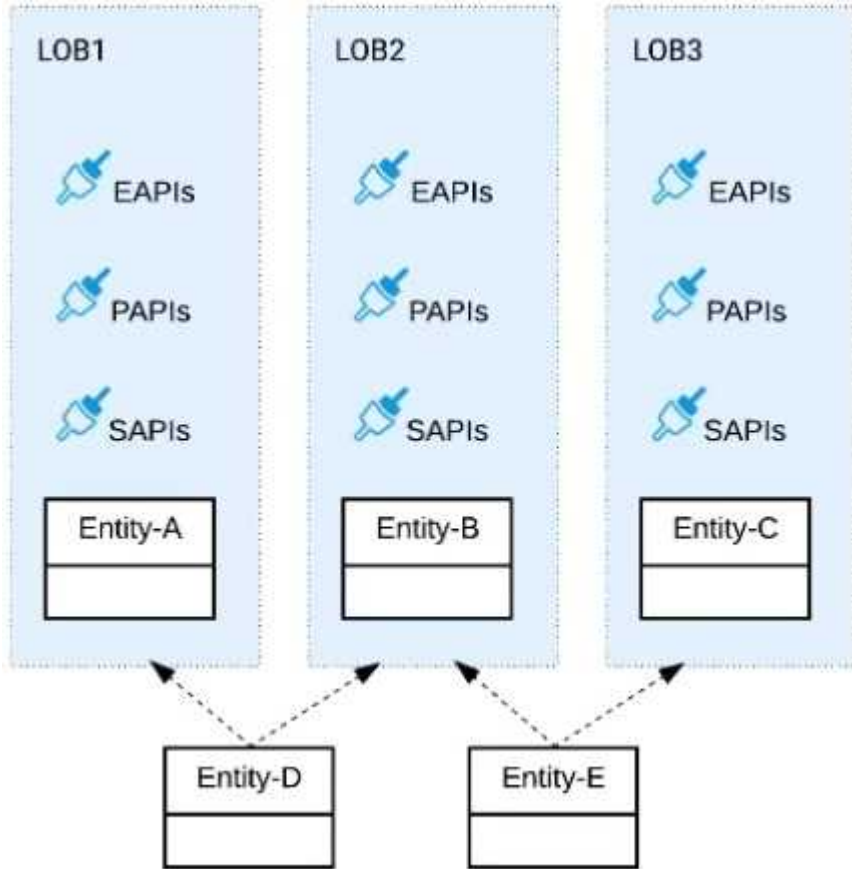 LOB1 LOB2 LOB3
EAPIs EAPIs EAPIs
PAPIs PAPIs PAPIs
SAPIs SAPIs SAPIs
Entity-A Entity-B Entity-C
Entity-D Entity-E